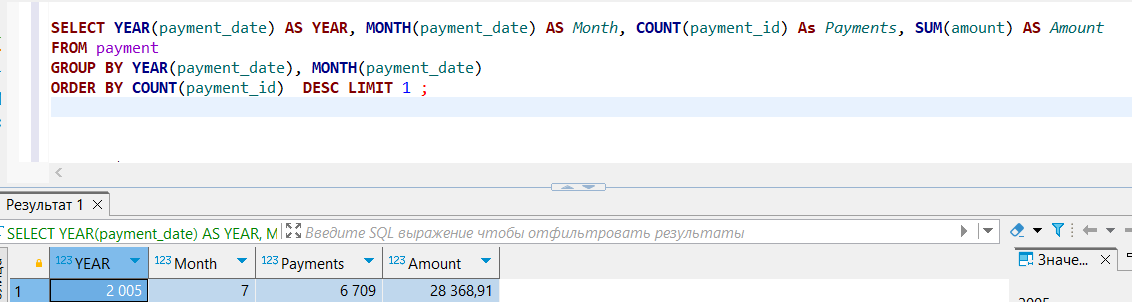 SELECT YEAR(payment_date) AS YEAR, MONTH(payment_date) AS Month, COUNT(payment_id) As Payments, SUM(amount) AS Amount
FROM payment
GROUP BY YEAR(payment_date), MONTH(payment_date)
ORDER BY COUNT(payment_id)  DESC LIMIT 1 ;
Результат 1
SELECT YEAR(payment_date) AS YEAR, M Введите SQL выражение чтобы отфильтровать результаты
123 YEAR 123 Month 123 Payments 123 Amount Значе...
1 2 005 7 6 709 28 368,91